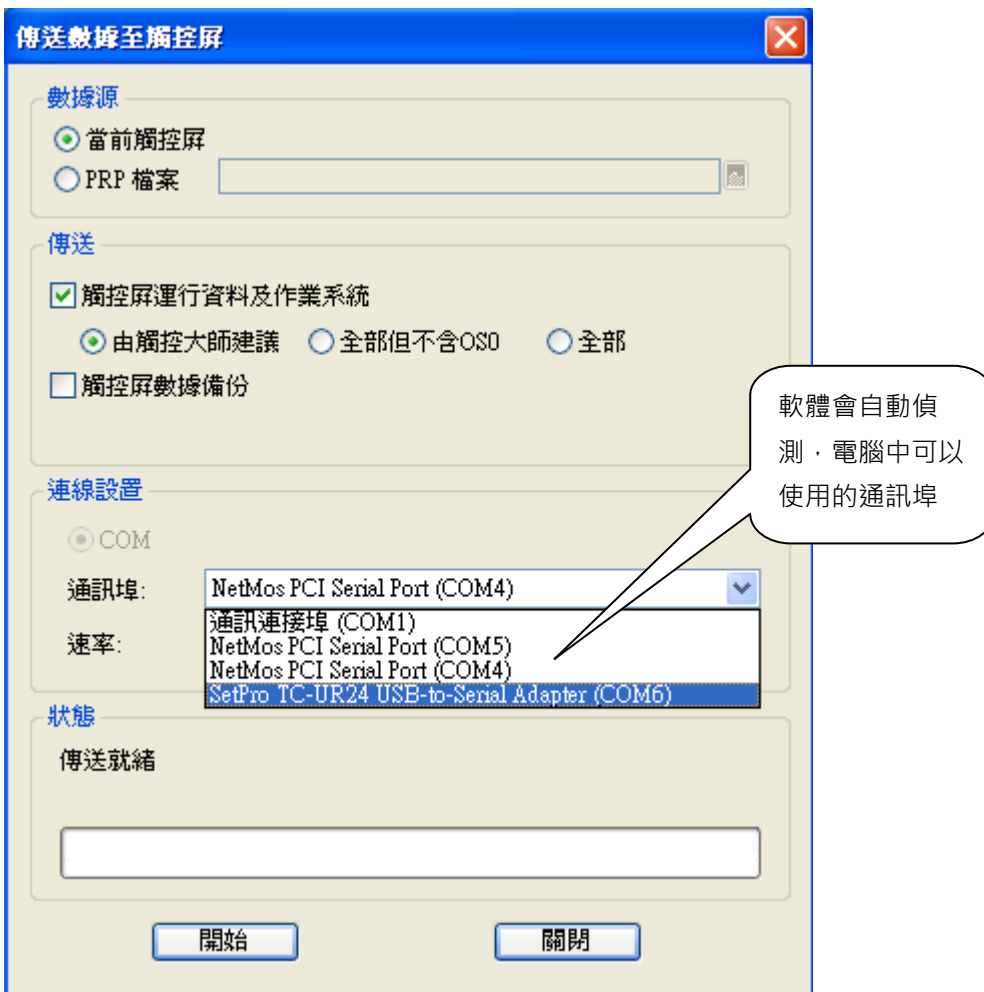 傳送數據至觸控屏
數據源
當前觸控屏
PRP 檔案
傳送
觸控屏運行資料及作業系統
由觸控大師建議 全部但不含OS0 全部
觸控屏數據備份
軟體會自動偵
測，電腦中可以
使用的通訊埠
連線設置
COM
通訊埠: NetMos PCI Serial Port (COM4)
通訊連接埠 (COM1)
速率: NetMos PCI Serial Port (COM5)
NetMos PCI Serial Port (COM4)
SetPro TC-UR24 USB-to-Serial Adapter (COM6)
狀態
傳送就緒
開始 關閉